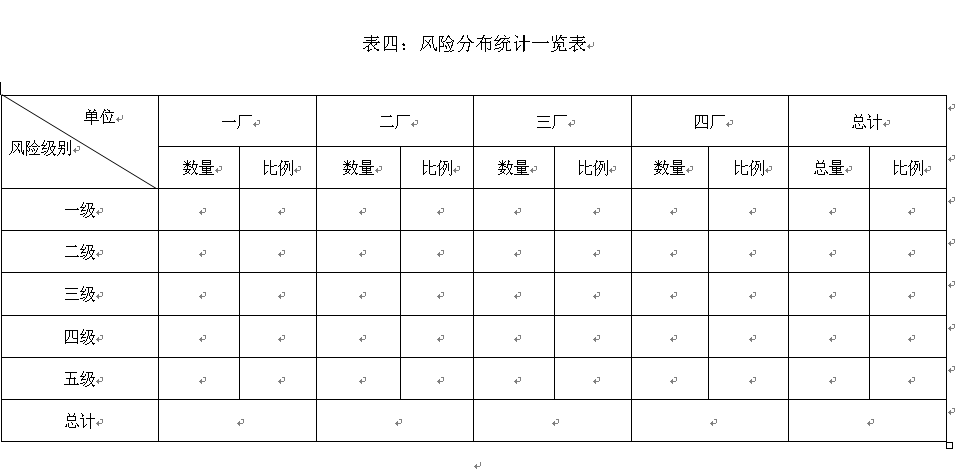 表四：风险分布统计一览表
单位 一厂 二厂 三厂 四厂 总计
风险级别 数量 比例 数量 比例 数量 比例 数量 比例 总量 比例
一级
二级
三级
四级
五级
总计